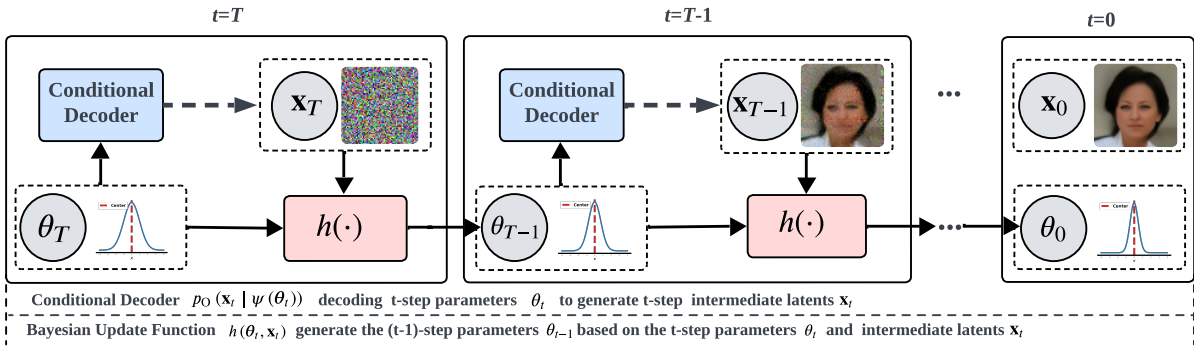 t=T
t=T-1
t=0
Conditional
Decoder
x_T
Conditional
Decoder
x_{T−1}
...
x_0
θ_T
Center
x
h(·)
θ_{T−1}
Center
x
h(·)
...
θ_0
Center
x
Conditional Decoder p_O(x_t | ψ(θ_t)) decoding t-step parameters θ_t to generate t-step intermediate latents x_t
Bayesian Update Function h(θ_t, x_t) generate the (t-1)-step parameters θ_{t−1} based on the t-step parameters θ_t and intermediate latents x_t